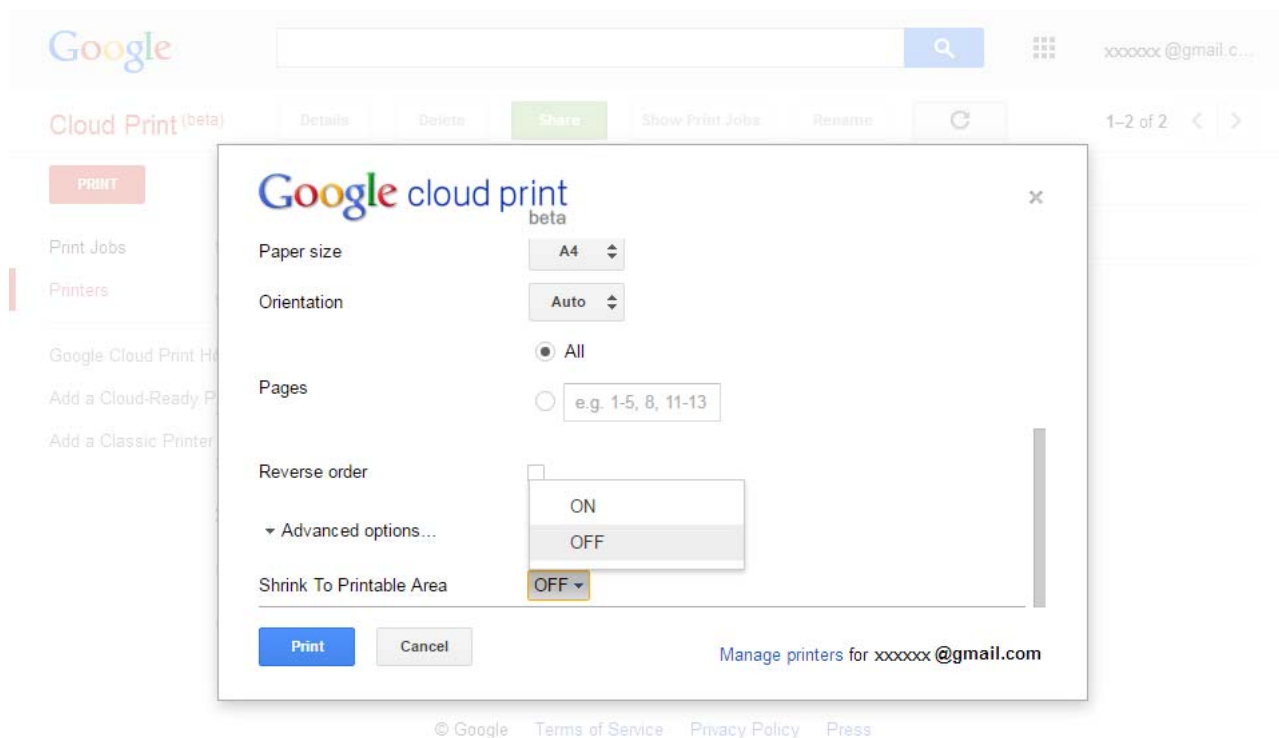 Google
xxxxxx @gmail.c...
Cloud Print (beta) Details Delete Share Show Print Jobs Rename 1–2 of 2
PRINT
Google cloud print
beta
Print Jobs
Paper size A4
Printers
Orientation Auto
All
Google Cloud Print H
Pages
Add a Cloud-Ready P
e.g. 1-5, 8, 11-13
Add a Classic Printer
Reverse order
ON
Advanced options...
OFF
Shrink To Printable Area OFF
Print Cancel
Manage printers for xxxxxx @gmail.com
© Google Terms of Service Privacy Policy Press